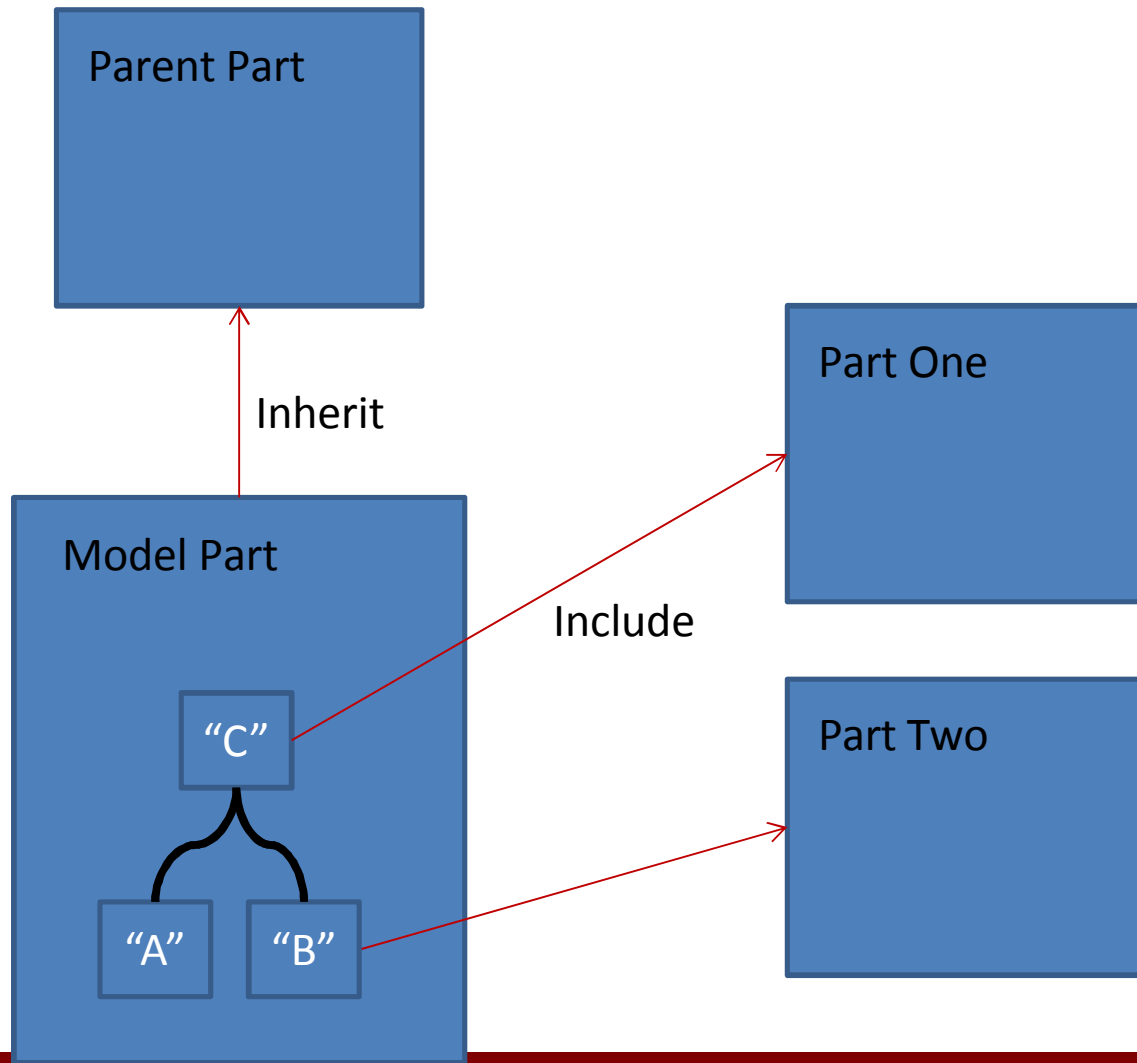 Parent Part
Inherit
Part One
Model Part
Include
“C”
Part Two
“A” “B”